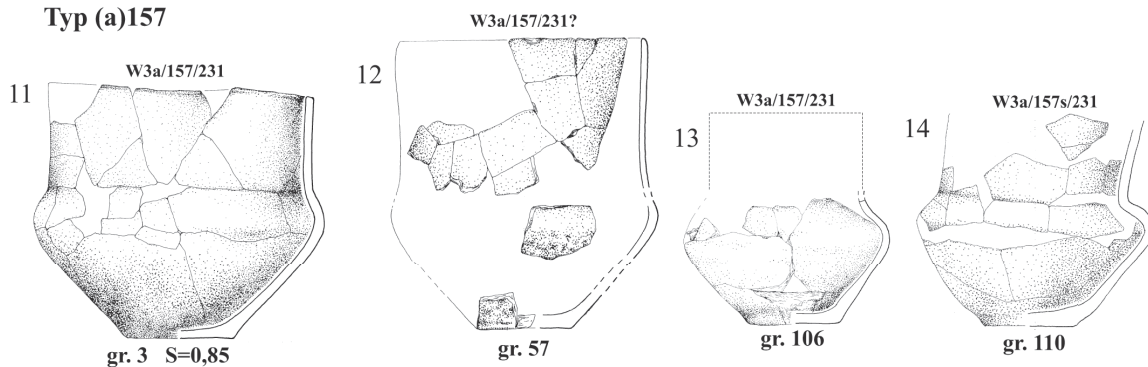 Typ (a)157
11
W3a/157/231
gr. 3 S=0,85
12
W3a/157/231?
gr. 57
13
W3a/157/231
gr. 106
14
W3a/157s/231
gr. 110